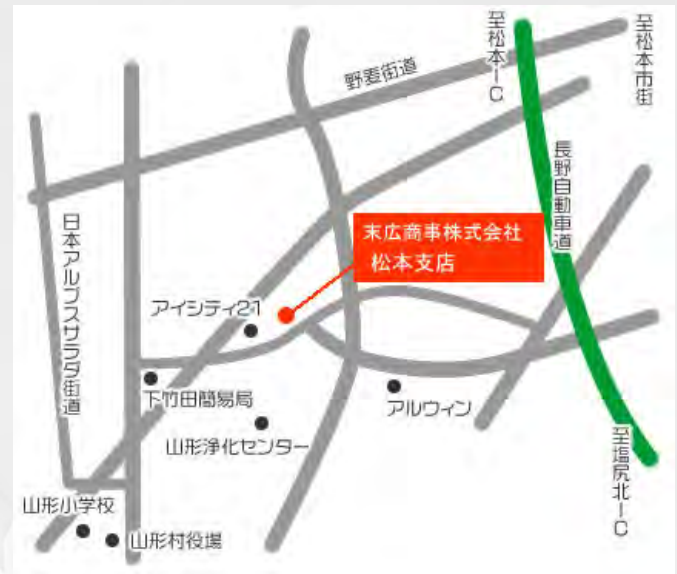 至松本市街
至松本IC
野麦街道
長野自動車道
日本アルプスサラダ街道
末広商事株式会社
松本支店
アイシティ21
下竹田簡易局
アルウィン
山形浄化センター
至塩尻北IC
山形小学校
山形村役場